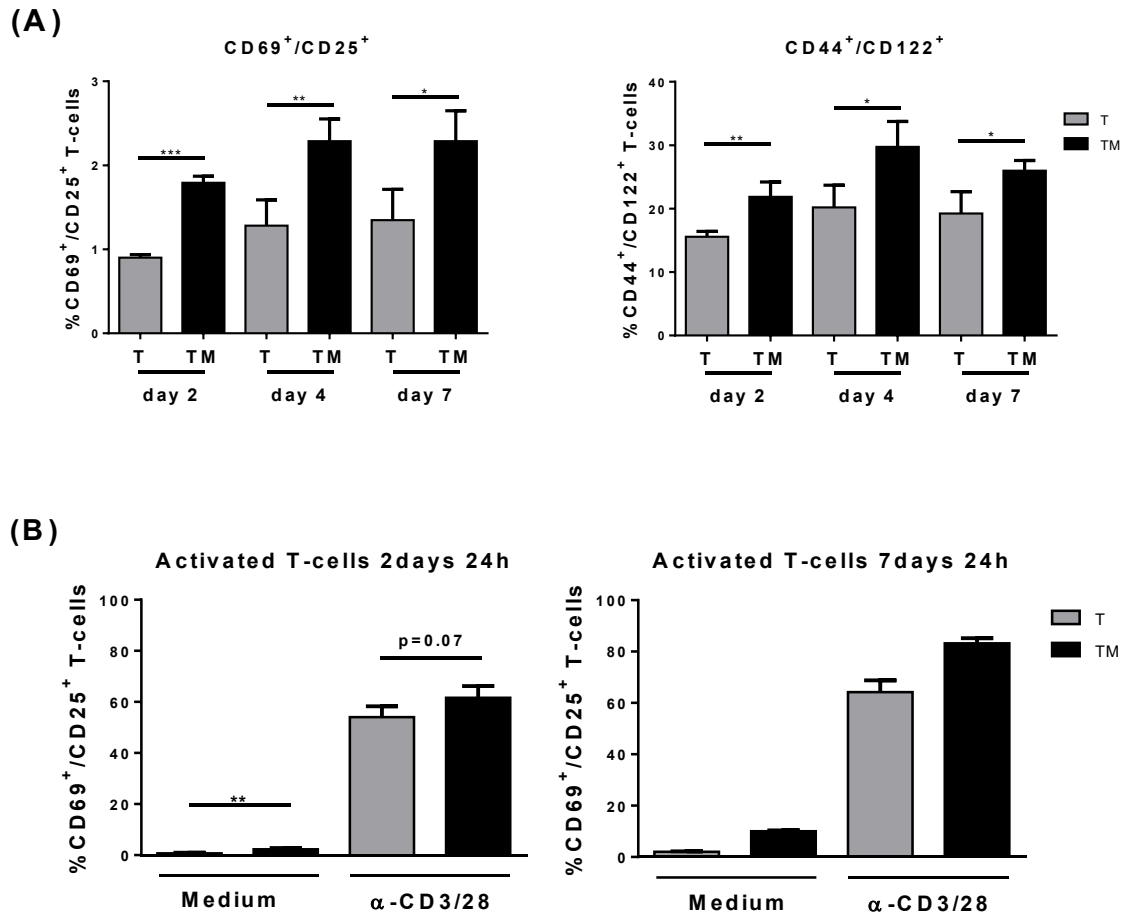 (A)
CD69⁺/CD25⁺
% CD69⁺/CD25⁺ T-cells
3
2
1
0
***
**
*
T TM T TM T TM
day 2 day 4 day 7
CD44⁺/CD122⁺
% CD44⁺/CD122⁺ T-cells
40
30
20
10
0
**
*
*
T TM T TM T TM
day 2 day 4 day 7
T
TM
(B)
Activated T-cells 2days 24h
% CD69⁺/CD25⁺ T-cells
100
80
60
40
20
0
**
p=0.07
Medium α-CD3/28
Activated T-cells 7days 24h
% CD69⁺/CD25⁺ T-cells
100
80
60
40
20
0
Medium α-CD3/28
T
TM